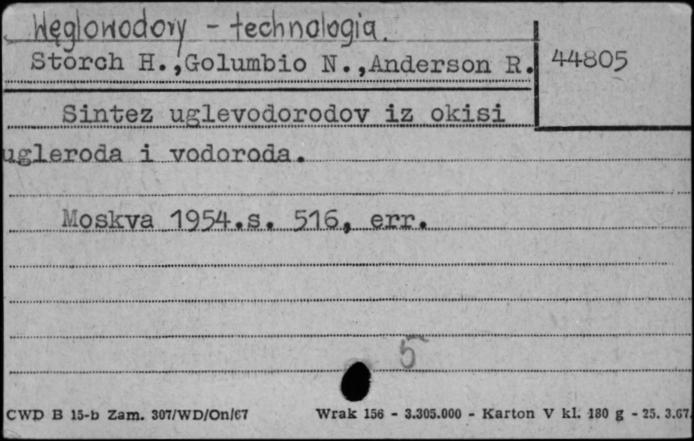 Węglowodory - technologia.
Storch H.,Golumbio N.,Anderson R.
44805
Sintez uglevodorodov iz okisi
ugleroda i vodoroda.
Moskva 1954.s. 516, err.
5
CWD B 15-b Zam. 307/WD/On/67 Wrak 156 - 3.305.000 - Karton V kl. 180 g - 25. 3.67.